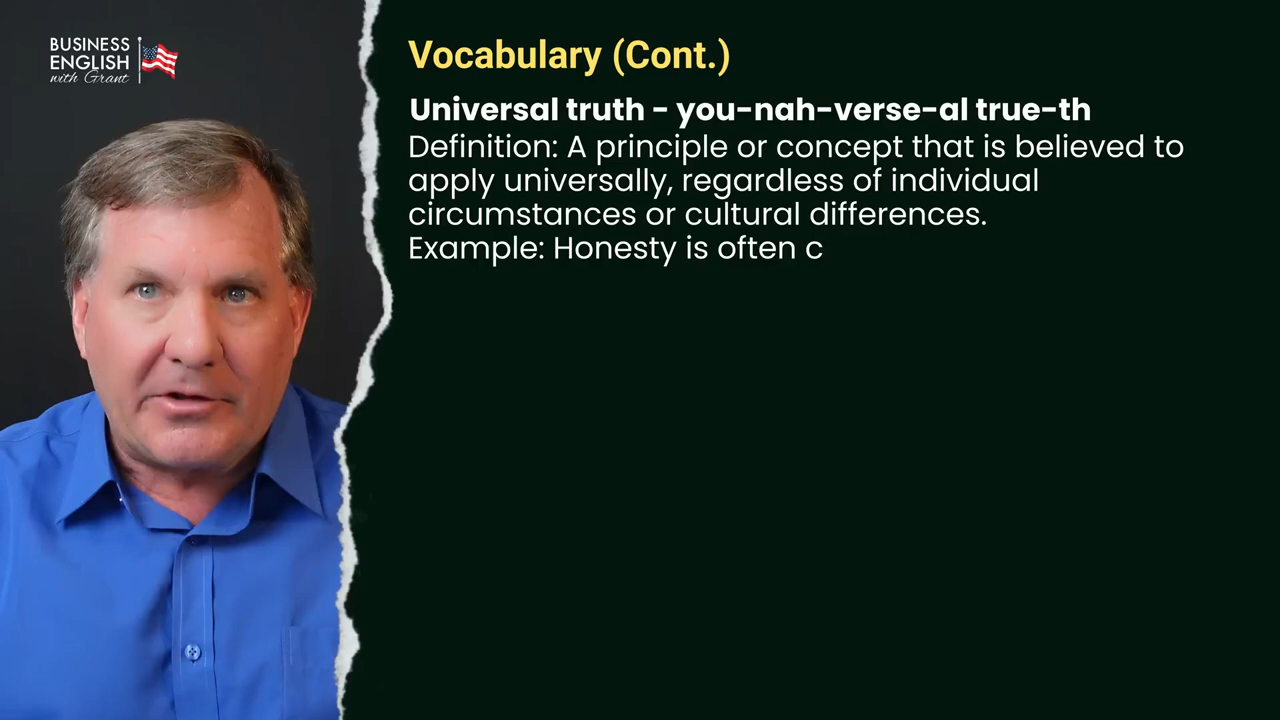 BUSINESS
ENGLISH
with Grant
Vocabulary (Cont.)
Universal truth - you-nah-verse-al true-th
Definition: A principle or concept that is believed to
apply universally, regardless of individual
circumstances or cultural differences.
Example: Honesty is often c